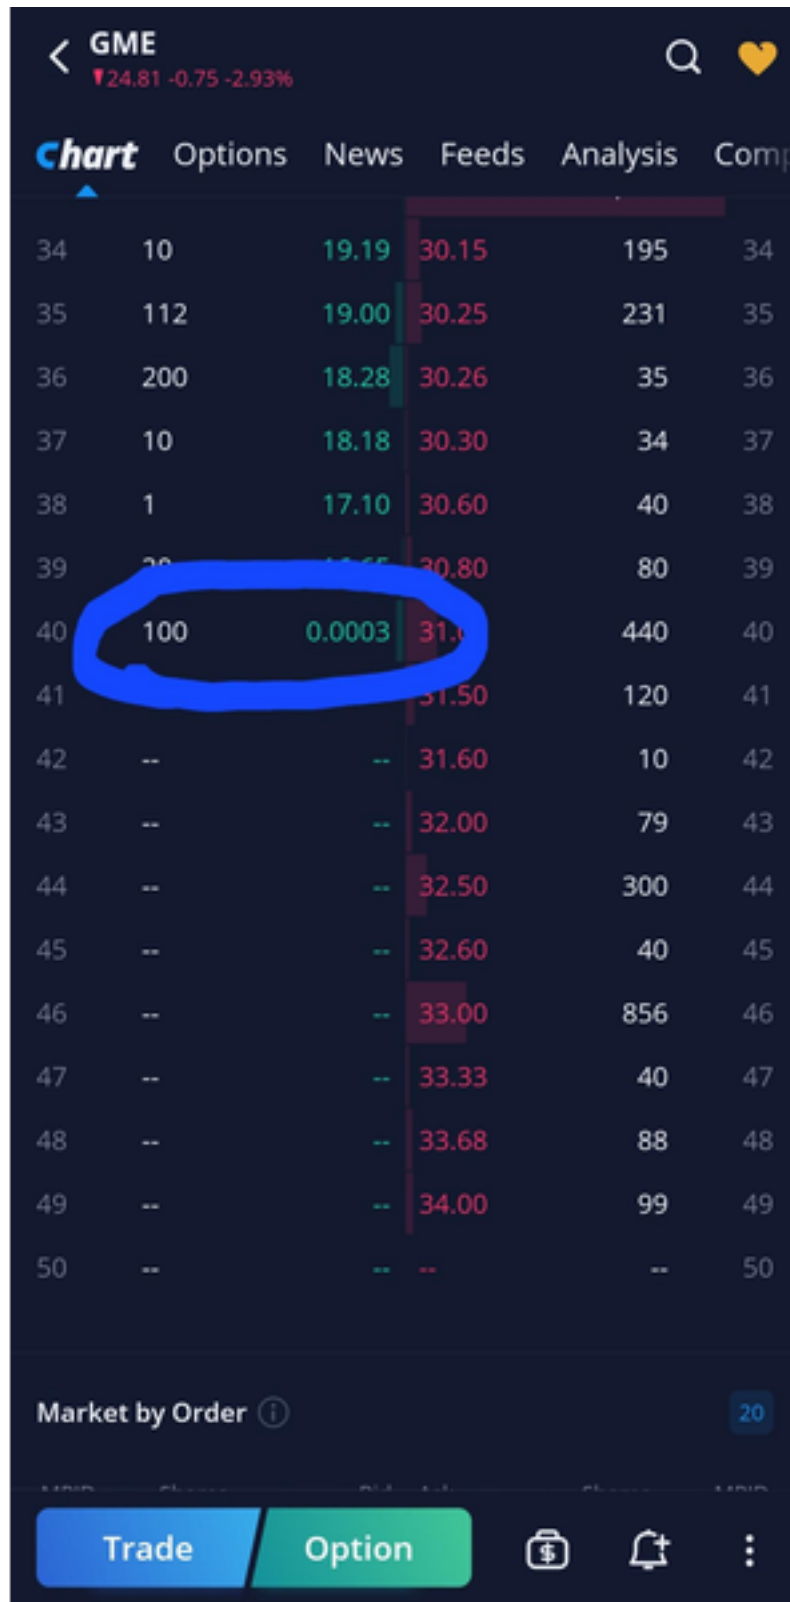 GME
24.81 -0.75 -2.93%
Chart Options News Feeds Analysis Comp
34 10 19.19 30.15 195 34
35 112 19.00 30.25 231 35
36 200 18.28 30.26 35 36
37 10 18.18 30.30 34 37
38 1 17.10 30.60 40 38
39 30.80 80 39
40 100 0.0003 440 40
41 31.50 120 41
42 -- -- 31.60 10 42
43 -- -- 32.00 79 43
44 -- -- 32.50 300 44
45 -- -- 32.60 40 45
46 -- -- 33.00 856 46
47 -- -- 33.33 40 47
48 -- -- 33.68 88 48
49 -- -- 34.00 99 49
50 -- -- -- -- 50
Market by Order 20
Trade Option